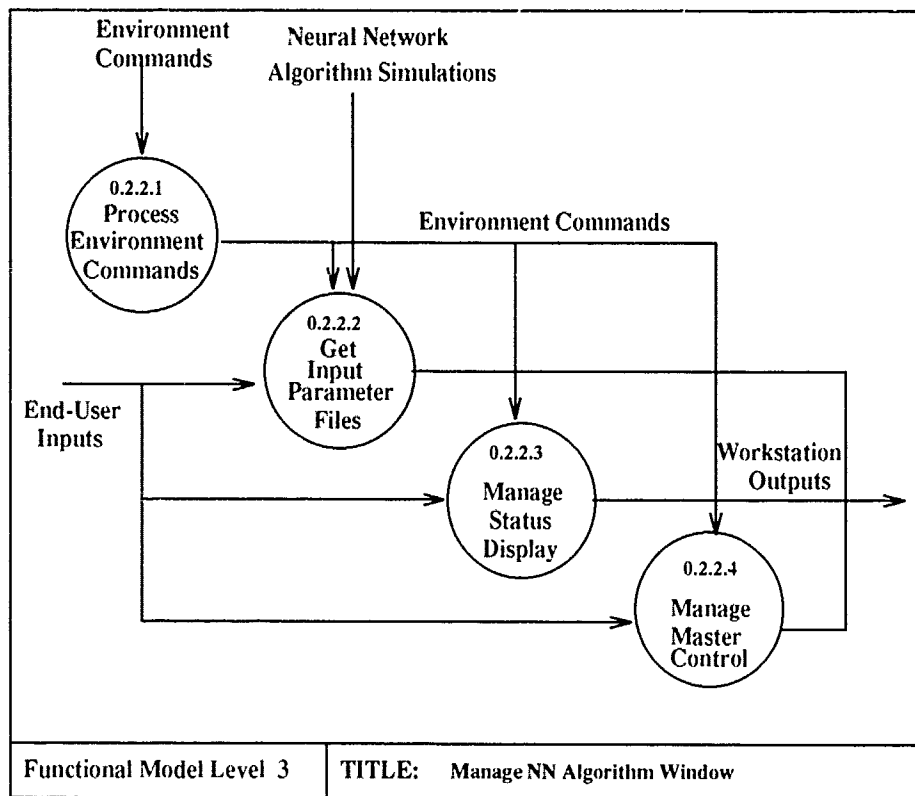 Environment
Commands
Neural Network
Algorithm Simulations
0.2.2.1
Process
Environment
Commands
Environment Commands
0.2.2.2
Get
Input
Parameter
Files
End-User
Inputs
0.2.2.3
Manage
Status
Display
Workstation
Outputs
0.2.2.4
Manage
Master
Control
Functional Model Level 3
TITLE: Manage NN Algorithm Window